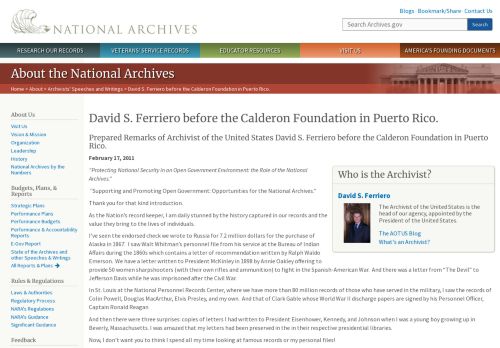 Blogs · Bookmark/Share · Contact Us
NATIONAL ARCHIVES
Search Archives.gov
Search
RESEARCH OUR RECORDS
VETERANS' SERVICE RECORDS
EDUCATOR RESOURCES
VISIT US
AMERICA'S FOUNDING DOCUMENTS
About the National Archives
Home > About > Archivists' Speeches and Writings > David S. Ferriero before the Calderon Foundation in Puerto Rico.
About Us
Visit Us
Vision & Mission
Organization
Leadership
History
National Archives by the
Numbers
Budgets, Plans, &
Reports
Strategic Plans
Performance Plans
Performance Budgets
Performance & Accountability
Reports
E-Gov Report
State of the Archives and
other Speeches & Writings
All Reports & Plans
Rules & Regulations
Laws & Authorities
Regulatory Process
NARA's Regulations
NARA's Guidance
Significant Guidance
Feedback
David S. Ferriero before the Calderon Foundation in Puerto Rico.
Prepared Remarks of Archivist of the United States David S. Ferriero before the Calderon Foundation in Puerto
Rico.
February 17, 2011
"Protecting National Security in an Open Government Environment: the Role of the National
Archives."
"Supporting and Promoting Open Government: Opportunities for the National Archives."
Thank you for that kind introduction.
As the Nation's record keeper, I am daily stunned by the history captured in our records and the
value they bring to the lives of individuals.
I've seen the endorsed check we wrote to Russia for 7.2 million dollars for the purchase of
Alaska in 1867. I saw Walt Whitman's personnel file from his service at the Bureau of Indian
Affairs during the 1860s which contains a letter of recommendation written by Ralph Waldo
Emerson. We have a letter written to President McKinley in 1898 by Annie Oakley offering to
provide 50 women sharpshooters (with their own rifles and ammunition) to fight in the Spanish-American War. And there was a letter from "The Devil" to
Jefferson Davis while he was imprisoned after the Civil War.
In St. Louis at the National Personnel Records Center, where we have more than 80 million records of those who have served in the military, I saw the records of
Colin Powell, Douglas MacArthur, Elvis Presley, and my own. And that of Clark Gable whose World War II discharge papers are signed by his Personnel Officer,
Captain Ronald Reagan
And then there were three surprises: copies of letters I had written to President Eisenhower, Kennedy, and Johnson when I was a young boy growing up in
Beverly, Massachusetts. I was amazed that my letters had been preserved in the in their respective presidential libraries.
Now, I don't want you to think I spend all my time looking at famous records or my personal files!
Who is the Archivist?
David S. Ferriero
The Archivist of the United States is the
head of our agency, appointed by the
President of the United States.
The AOTUS Blog
What's an Archivist?